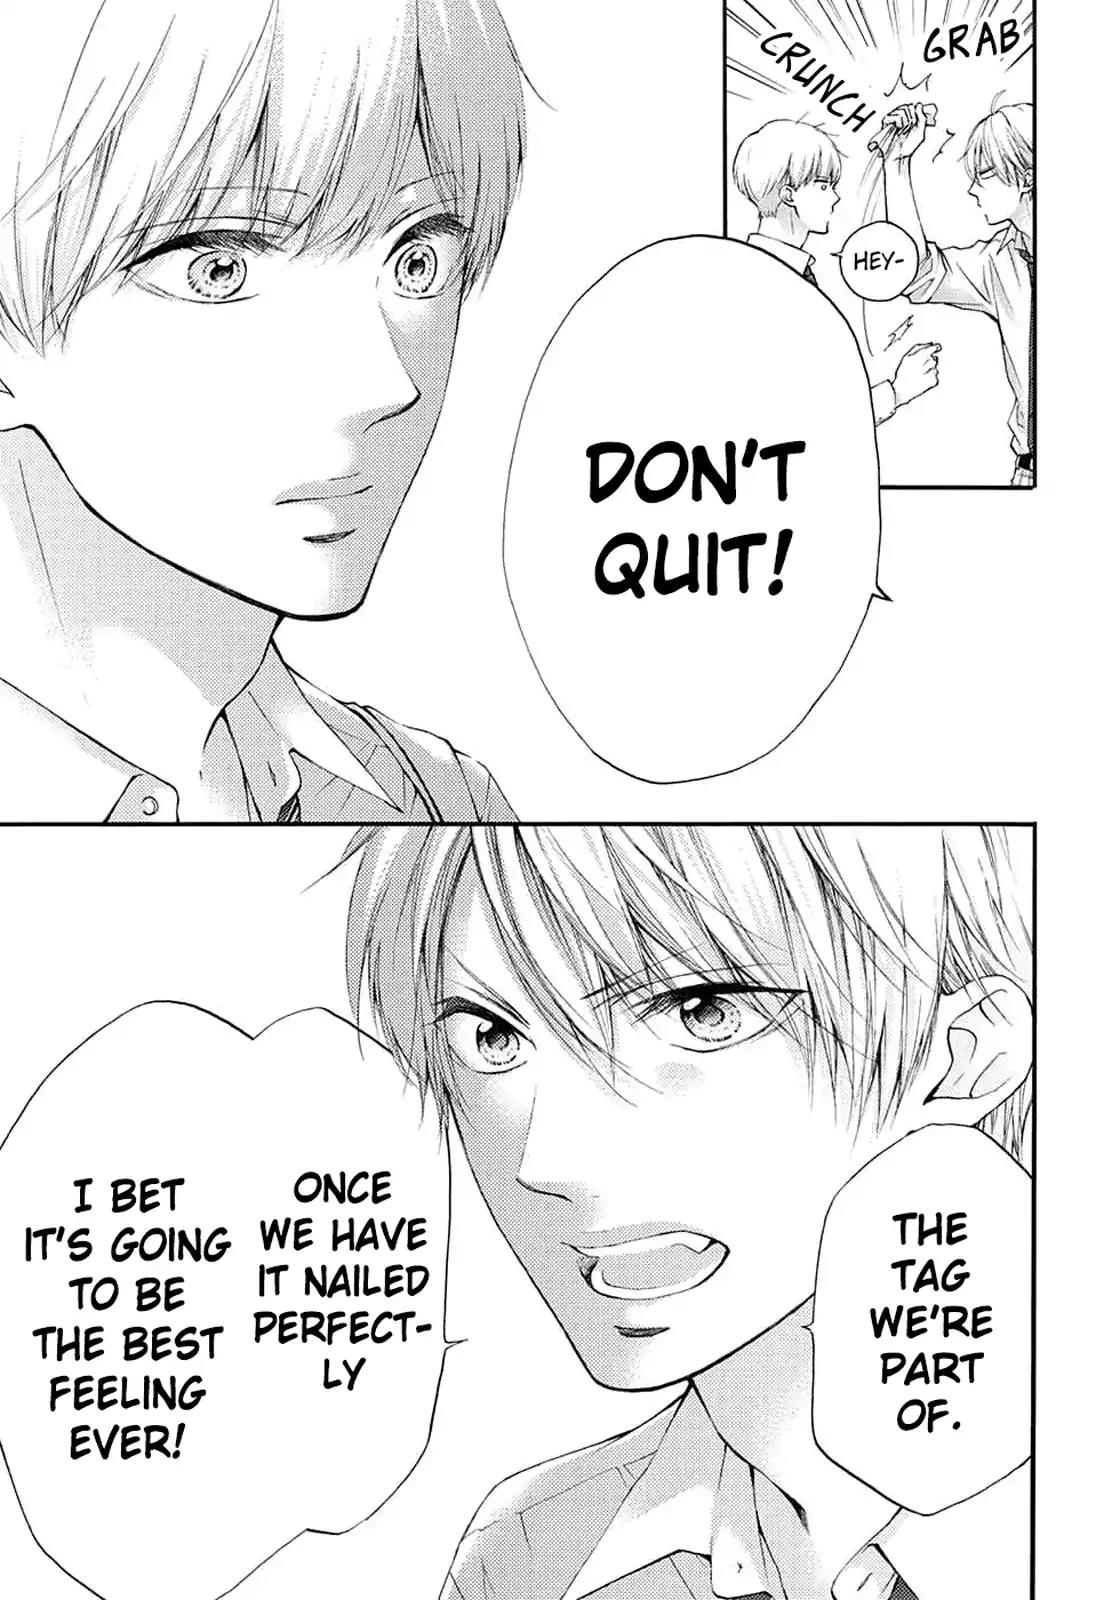 GRAB
CRUNCH
HEY-
DON'T
QUIT!
THE
TAG
WE'RE
PART
OF.
ONCE
WE HAVE
IT NAILED
PERFECT-
LY
I BET
IT'S GOING
TO BE
THE BEST
FEELING
EVER!